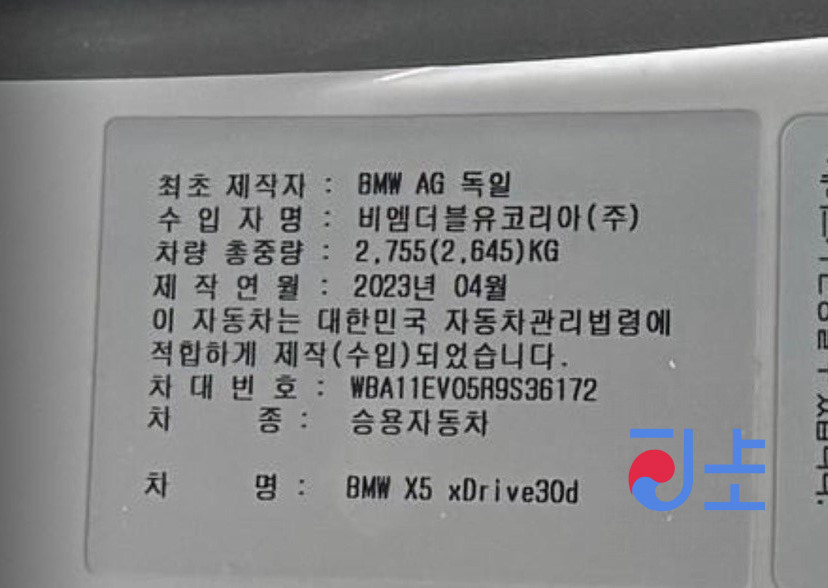 최초 제작자 : BMW AG 독일
수 입 자 명 : 비엠더블유코리아(주)
차량 총중량 : 2,755(2,645)KG
제 작 연 월 : 2023년 04월
이 자동차는 대한민국 자동차관리법령에
적합하게 제작(수입)되었습니다.
차 대 번 호 : WBA11EV05R9S36172
차 종 : 승용자동차
차 명 : BMW X5 xDrive30d